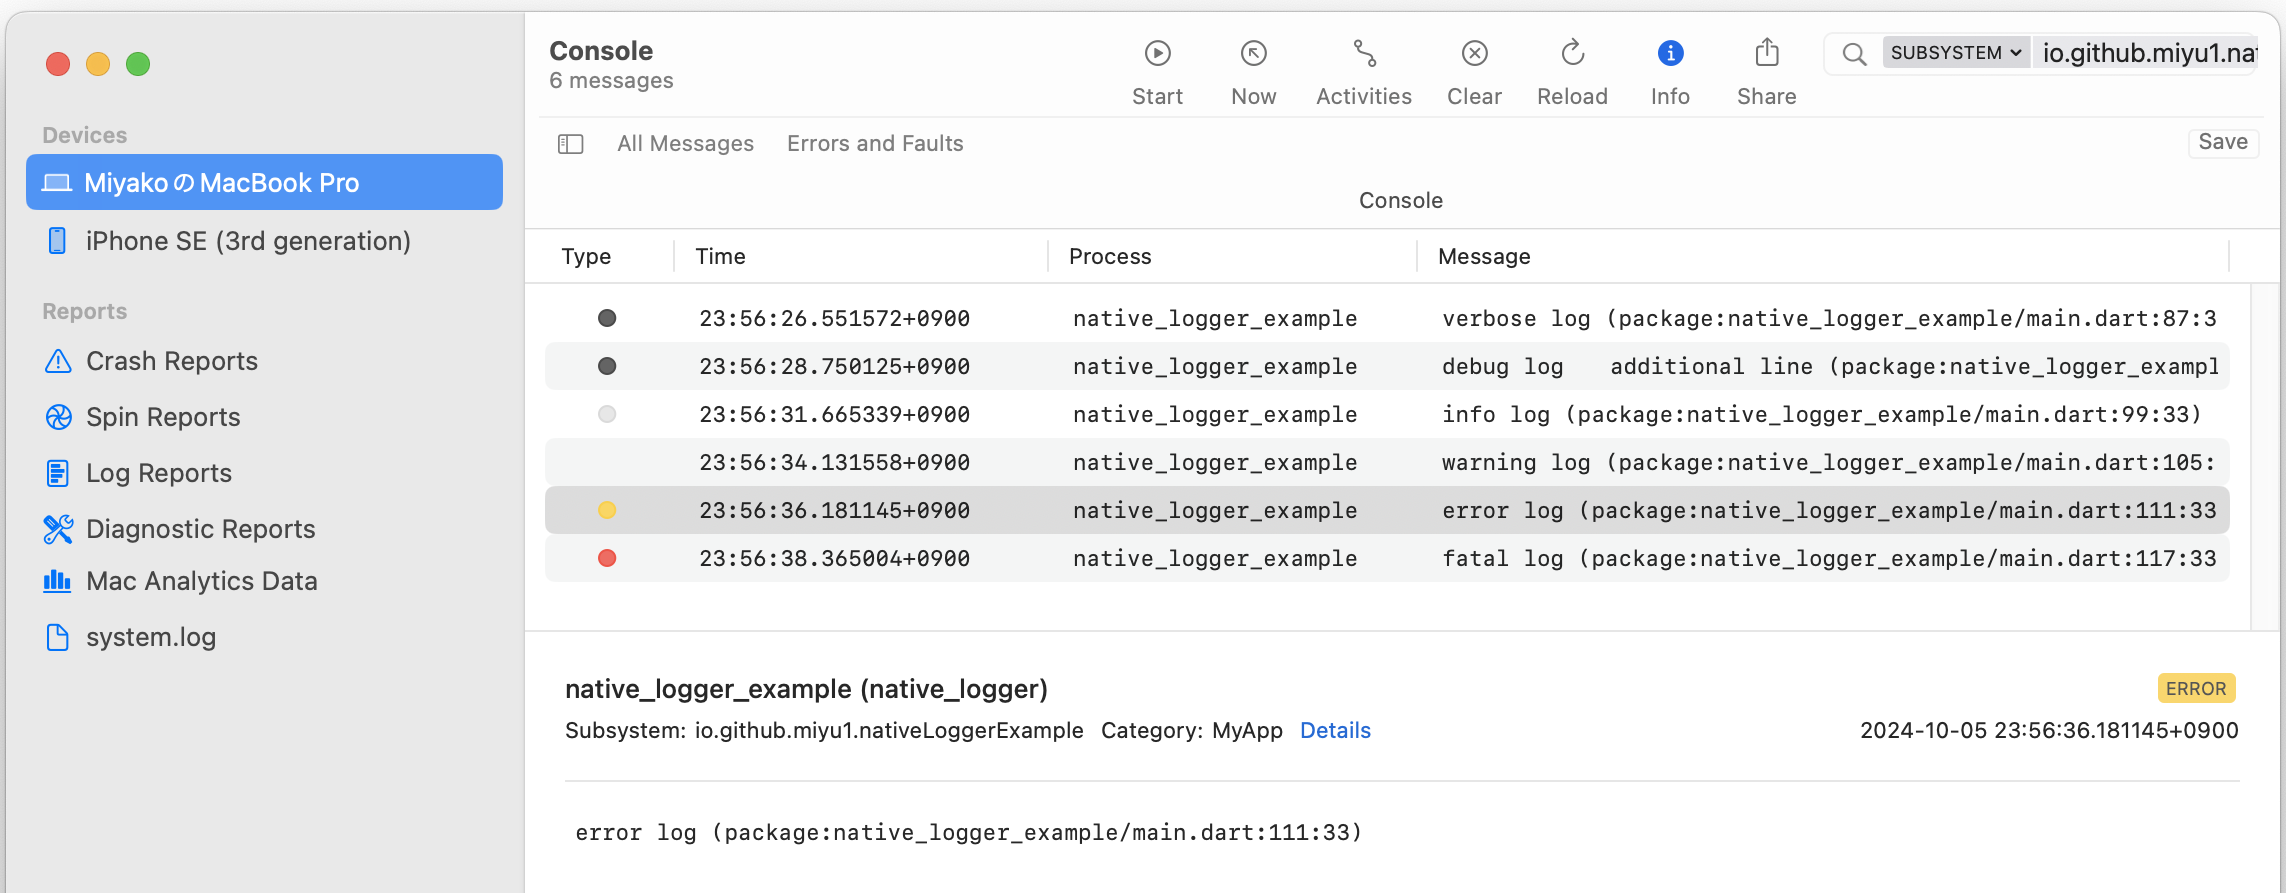 Console
6 messages
Start
Now
Activities
Clear
Reload
Info
Share
SUBSYSTEM
io.github.miyu1.nat
Devices
MiyakoのMacBook Pro
iPhone SE (3rd generation)
Reports
Crash Reports
Spin Reports
Log Reports
Diagnostic Reports
Mac Analytics Data
system.log
All Messages
Errors and Faults
Save
Console
Type Time Process Message
23:56:26.551572+0900 native_logger_example verbose log (package:native_logger_example/main.dart:87:3
23:56:28.750125+0900 native_logger_example debug log   additional line (package:native_logger_exampl
23:56:31.665339+0900 native_logger_example info log (package:native_logger_example/main.dart:99:33)
23:56:34.131558+0900 native_logger_example warning log (package:native_logger_example/main.dart:105:
23:56:36.181145+0900 native_logger_example error log (package:native_logger_example/main.dart:111:33
23:56:38.365004+0900 native_logger_example fatal log (package:native_logger_example/main.dart:117:33
native_logger_example (native_logger)
ERROR
Subsystem: io.github.miyu1.nativeLoggerExample Category: MyApp Details
2024-10-05 23:56:36.181145+0900
error log (package:native_logger_example/main.dart:111:33)